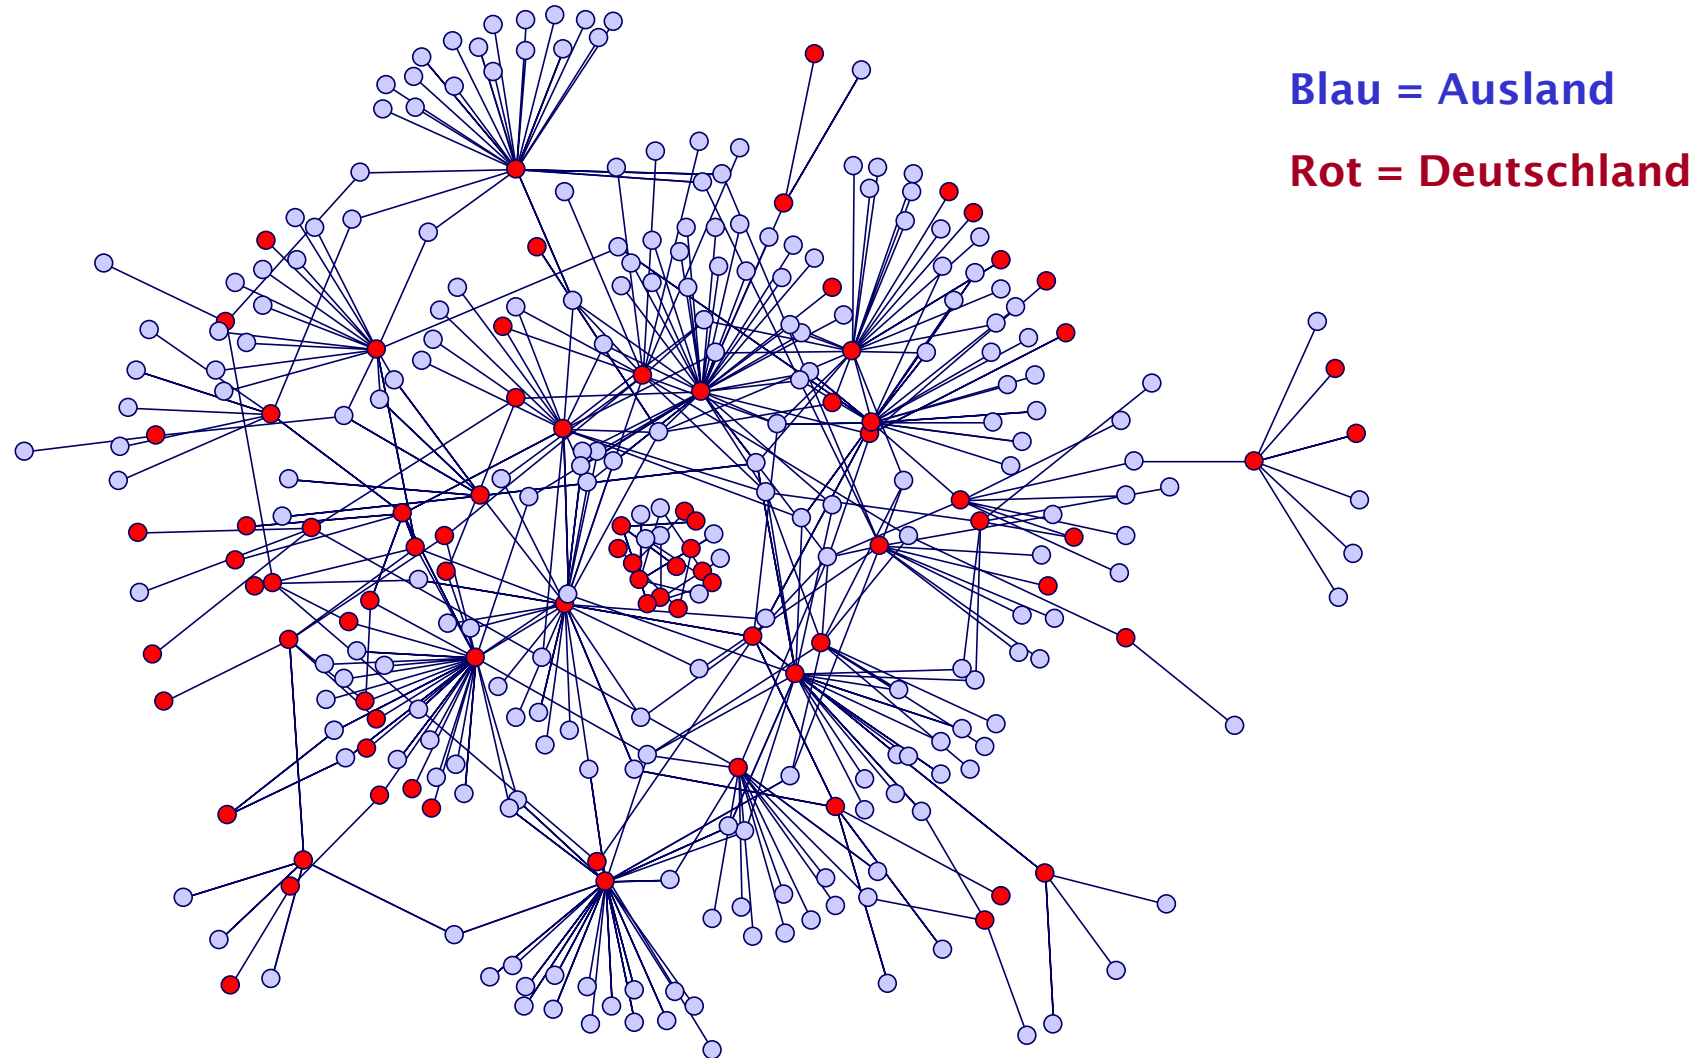 Blau = Ausland
Rot = Deutschland